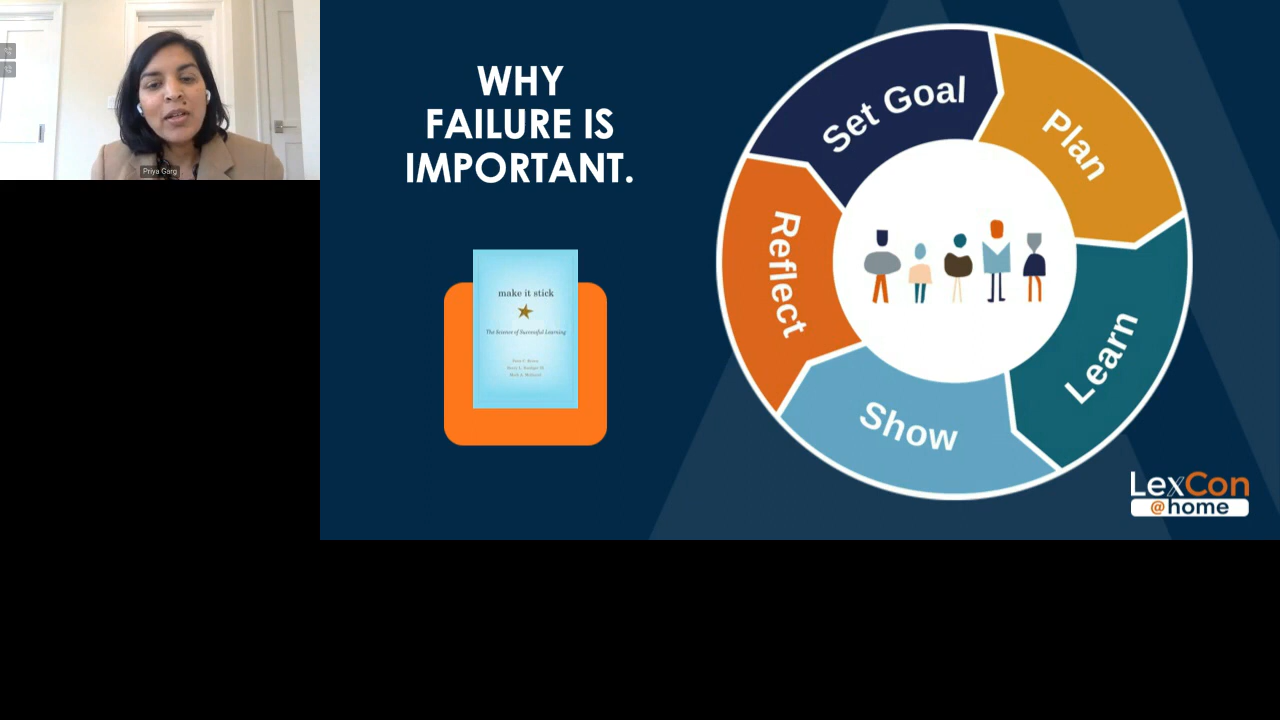 Priya Garg
WHY
FAILURE IS
IMPORTANT.
make it stick
The Science of Successful Learning
Set Goal
Plan
Learn
Show
Reflect
LexCon
@home